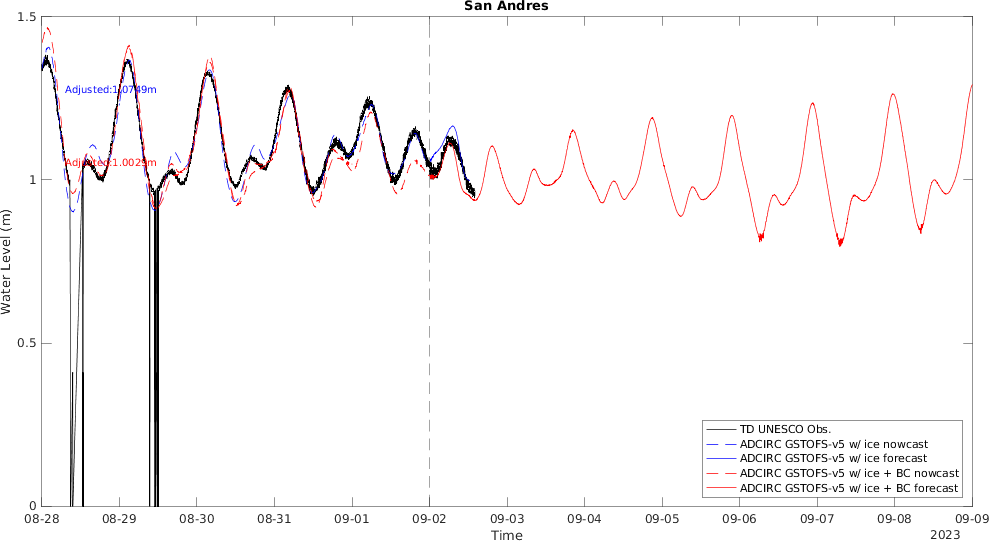 San Andres
1.5
Adjusted:1.0749m
Adjusted:1.0029m
1
Water Level (m)
0.5
TD UNESCO Obs.
ADCIRC GSTOFS-v5 w/ ice nowcast
ADCIRC GSTOFS-v5 w/ ice forecast
ADCIRC GSTOFS-v5 w/ ice + BC nowcast
ADCIRC GSTOFS-v5 w/ ice + BC forecast
0
08-28 08-29 08-30 08-31 09-01 09-02 09-03 09-04 09-05 09-06 09-07 09-08 09-09
Time
2023